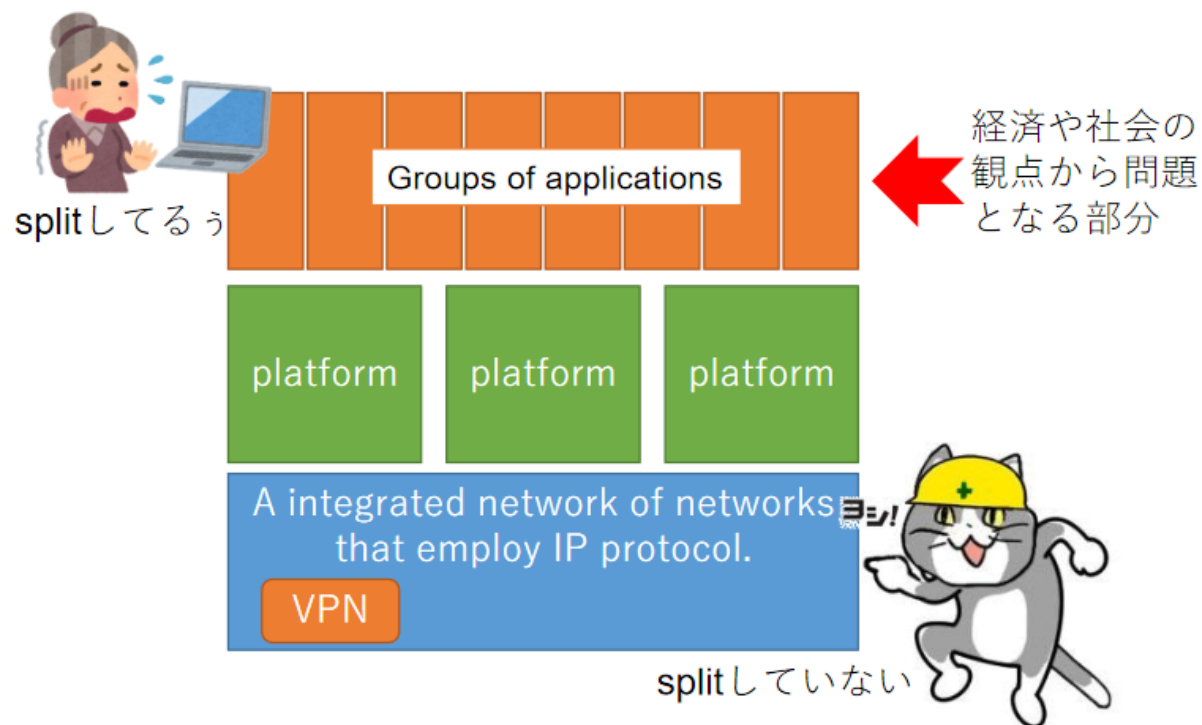 splitしてるぅ
Groups of applications
経済や社会の
観点から問題
となる部分
platform
platform
platform
A integrated network of networks
that employ IP protocol.
ヨシ!
VPN
splitしていない